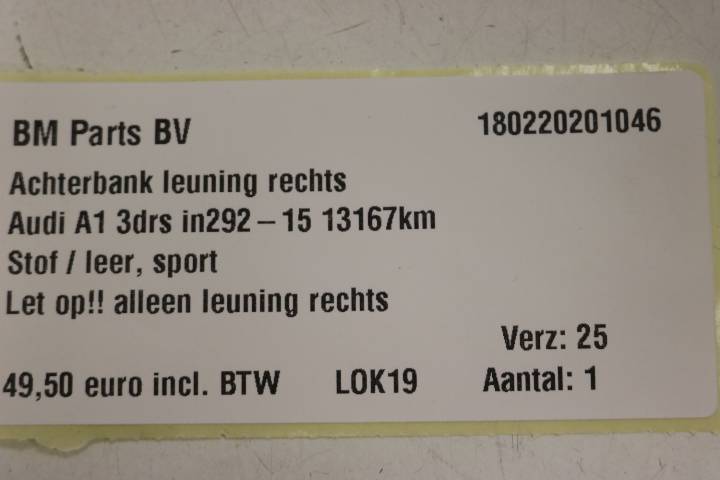 BM Parts BV 180220201046
Achterbank leuning rechts
Audi A1 3drs in292 – 15 13167km
Stof / leer, sport
Let op!! alleen leuning rechts
Verz: 25
49,50 euro incl. BTW LOK19 Aantal: 1